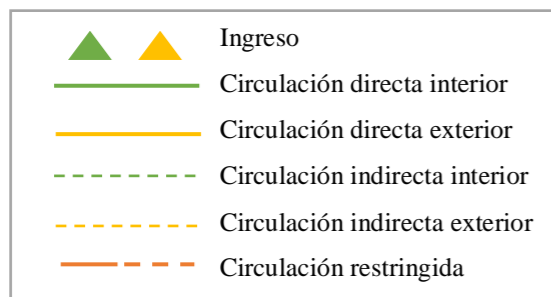 Ingreso
Circulación directa interior
Circulación directa exterior
Circulación indirecta interior
Circulación indirecta exterior
Circulación restringida